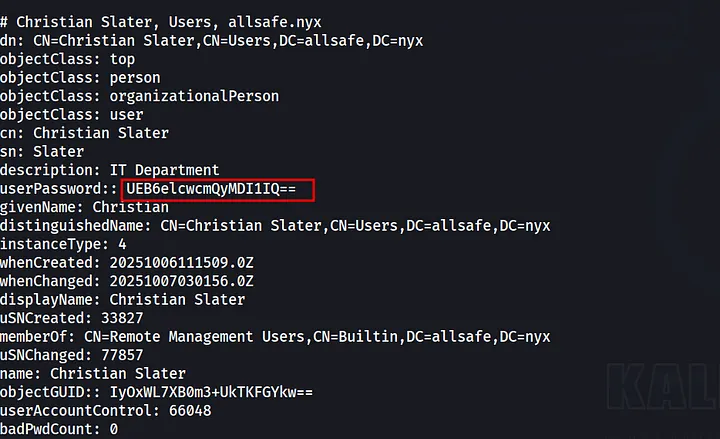 # Christian Slater, Users, allsafe.nyx
dn: CN=Christian Slater,CN=Users,DC=allsafe,DC=nyx
objectClass: top
objectClass: person
objectClass: organizationalPerson
objectClass: user
cn: Christian Slater
sn: Slater
description: IT Department
userPassword:: UEB6elcwcmQyMDI1IQ==
givenName: Christian
distinguishedName: CN=Christian Slater,CN=Users,DC=allsafe,DC=nyx
instanceType: 4
whenCreated: 20251006111509.0Z
whenChanged: 20251007030156.0Z
displayName: Christian Slater
uSNCreated: 33827
memberOf: CN=Remote Management Users,CN=Builtin,DC=allsafe,DC=nyx
uSNChanged: 77857
name: Christian Slater
objectGUID:: IyOxWL7XB0m3+UkTKFGYkw==
userAccountControl: 66048
badPwdCount: 0
KAL